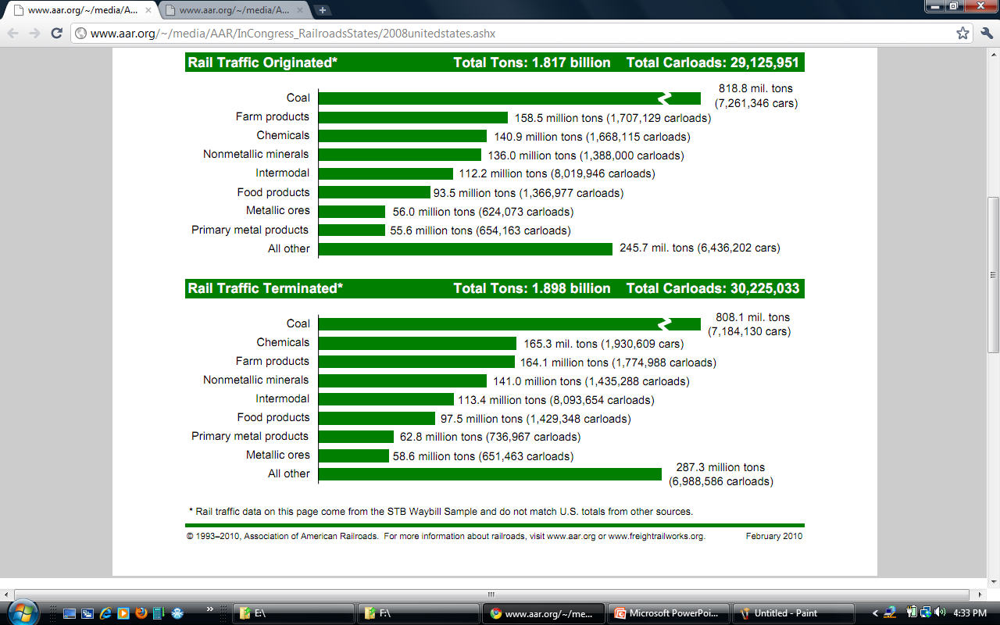 www.aar.org/~/media/A...
www.aar.org/~/media/A...
www.aar.org/~/media/AAR/InCongress_RailroadsStates/2008unitedstates.ashx
Rail Traffic Originated* Total Tons: 1.817 billion Total Carloads: 29,125,951
Coal 818.8 mil. tons
(7,261,346 cars)
Farm products 158.5 million tons (1,707,129 carloads)
Chemicals 140.9 million tons (1,668,115 carloads)
Nonmetallic minerals 136.0 million tons (1,388,000 carloads)
Intermodal 112.2 million tons (8,019,946 carloads)
Food products 93.5 million tons (1,366,977 carloads)
Metallic ores 56.0 million tons (624,073 carloads)
Primary metal products 55.6 million tons (654,163 carloads)
All other 245.7 mil. tons (6,436,202 cars)
Rail Traffic Terminated* Total Tons: 1.898 billion Total Carloads: 30,225,033
Coal 808.1 mil. tons
(7,184,130 cars)
Chemicals 165.3 mil. tons (1,930,609 cars)
Farm products 164.1 million tons (1,774,988 carloads)
Nonmetallic minerals 141.0 million tons (1,435,288 carloads)
Intermodal 113.4 million tons (8,093,654 carloads)
Food products 97.5 million tons (1,429,348 carloads)
Primary metal products 62.8 million tons (736,967 carloads)
Metallic ores 58.6 million tons (651,463 carloads)
All other 287.3 million tons
(6,988,586 carloads)
* Rail traffic data on this page come from the STB Waybill Sample and do not match U.S. totals from other sources.
© 1993–2010, Association of American Railroads. For more information about railroads, visit www.aar.org or www.freightrailworks.org. February 2010
E:\ F:\ www.aar.org/~/me... Microsoft PowerPoi... Untitled - Paint 4:33 PM